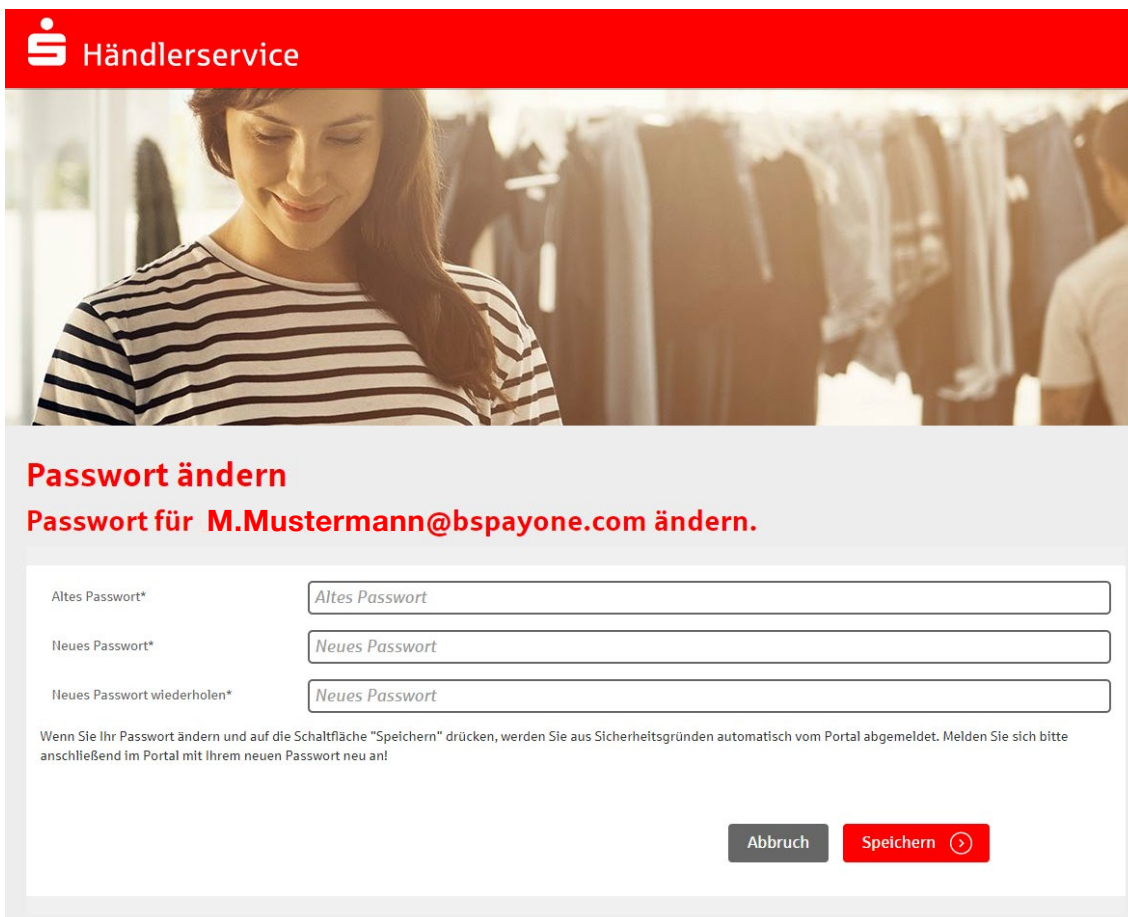 Händlerservice
Passwort ändern
Passwort für M.Mustermann@bspayone.com ändern.
Altes Passwort*
Altes Passwort
Neues Passwort*
Neues Passwort
Neues Passwort wiederholen*
Neues Passwort
Wenn Sie Ihr Passwort ändern und auf die Schaltfläche "Speichern" drücken, werden Sie aus Sicherheitsgründen automatisch vom Portal abgemeldet. Melden Sie sich bitte
anschließend im Portal mit Ihrem neuen Passwort neu an!
Abbruch
Speichern